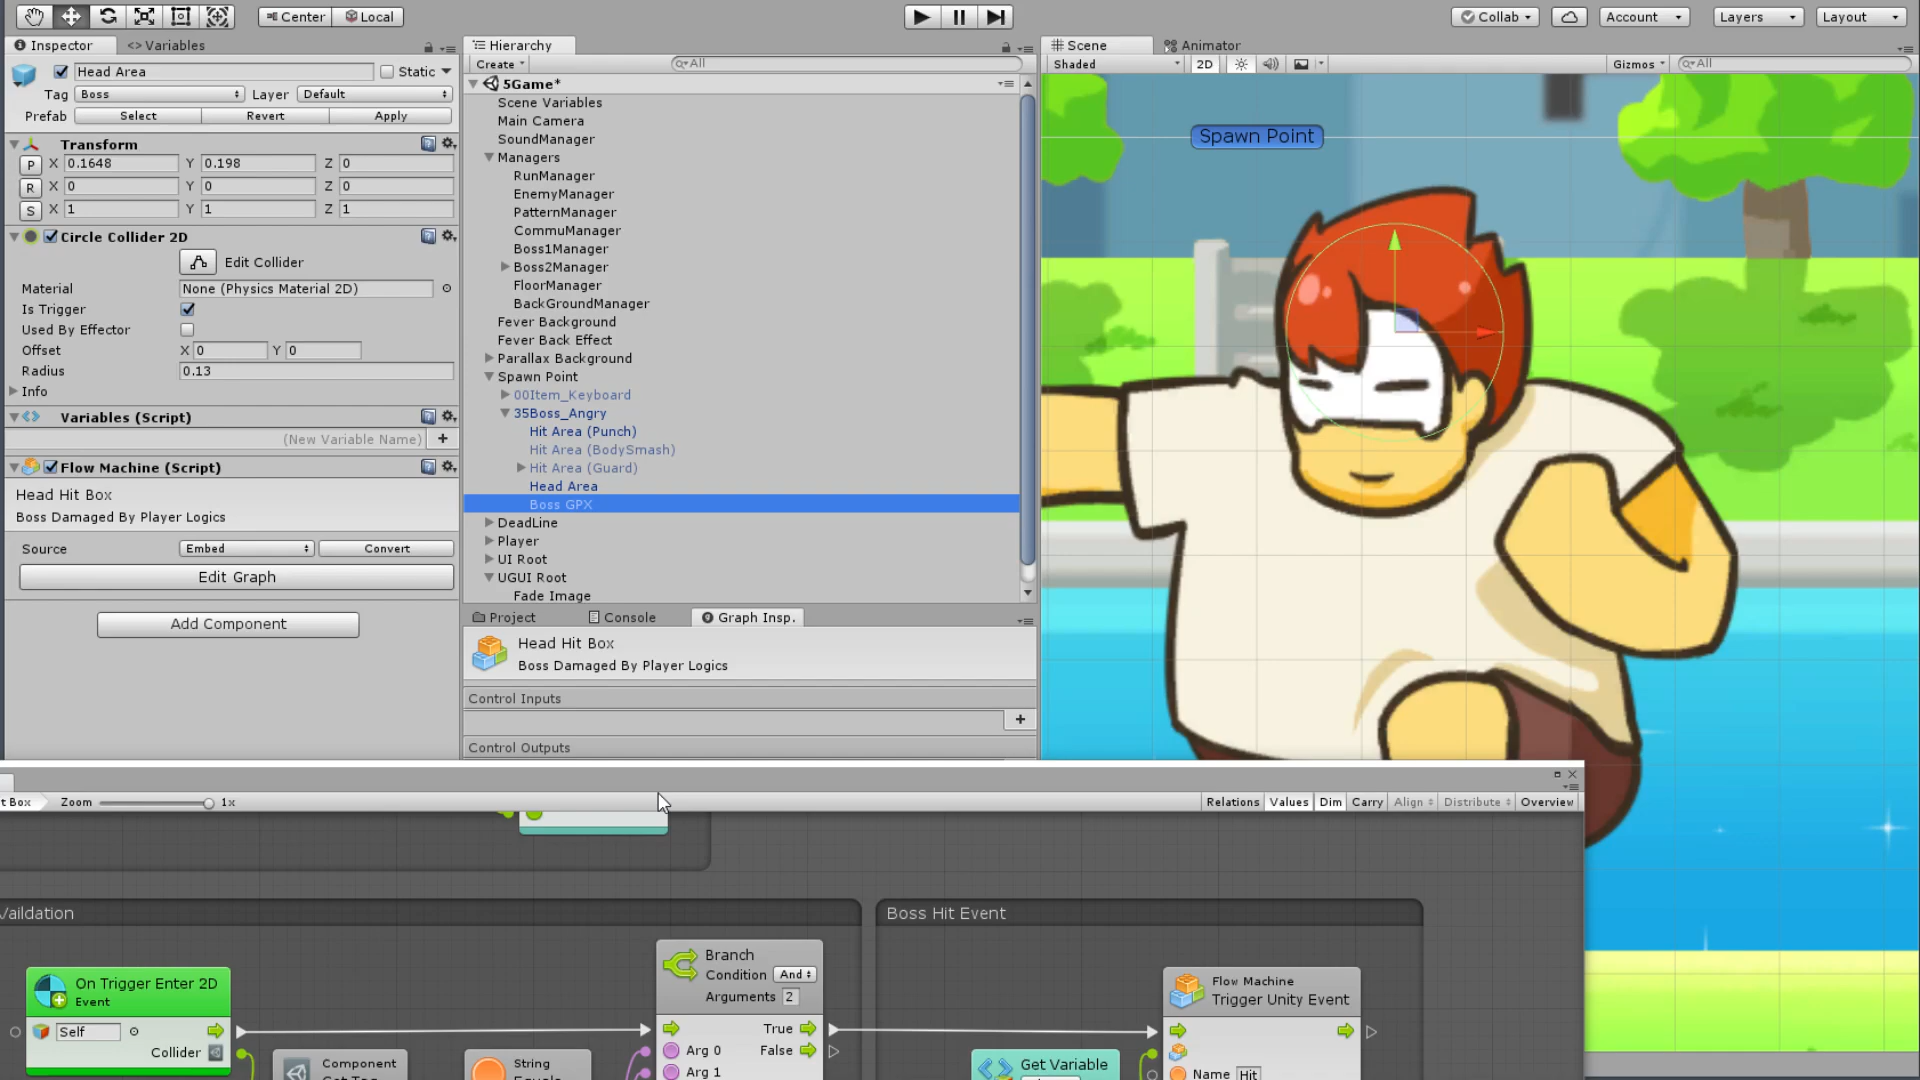 Center
Local
Collab
Account
Layers
Layout
Inspector
Variables
Head Area
Static
Tag
Boss
Layer
Default
Prefab
Select
Revert
Apply
Transform
P
X
0.1648
Y
0.198
Z
0
R
X
0
Y
0
Z
0
S
X
1
Y
1
Z
1
Circle Collider 2D
Edit Collider
Material
None (Physics Material 2D)
Is Trigger
Used By Effector
Offset
X
0
Y
0
Radius
0.13
Info
Variables (Script)
(New Variable Name)
+
Flow Machine (Script)
Head Hit Box
Boss Damaged By Player Logics
Source
Embed
Convert
Edit Graph
Add Component
Hierarchy
Create
All
5Game*
Scene Variables
Main Camera
SoundManager
Managers
RunManager
EnemyManager
PatternManager
CommuManager
Boss1Manager
Boss2Manager
FloorManager
BackGroundManager
Fever Background
Fever Back Effect
Parallax Background
Spawn Point
00Item_Keyboard
35Boss_Angry
Hit Area (Punch)
Hit Area (BodySmash)
Hit Area (Guard)
Head Area
Boss GPX
DeadLine
Player
UI Root
UGUI Root
Fade Image
Project
Console
Graph Insp.
Head Hit Box
Boss Damaged By Player Logics
Control Inputs
+
Control Outputs
Scene
Animator
Shaded
2D
Gizmos
All
Spawn Point
t Box
Zoom
1x
Relations
Values
Dim
Carry
Align
Distribute
Overview
Vaildation
Boss Hit Event
On Trigger Enter 2D
Event
Self
Collider
Component
String
Branch
Condition
And
Arguments
2
True
Arg 0
False
Arg 1
Get Variable
Flow Machine
Trigger Unity Event
Name
Hit